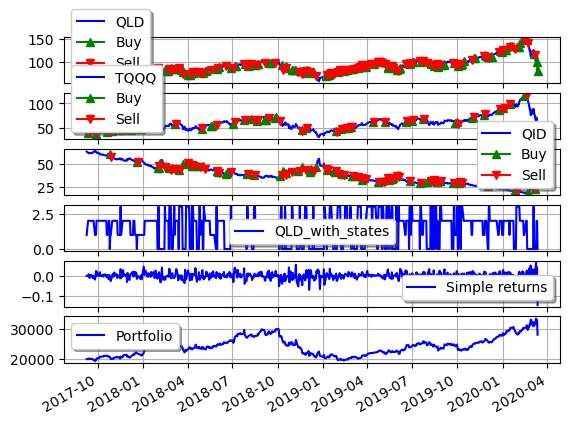 QLD
Buy
Sell
150
100
TQQQ
Buy
Sell
100
50
QID
Buy
Sell
50
25
QLD_with_states
2.5
0.0
Simple returns
0.0
−0.1
Portfolio
30000
20000
2017-10
2018-01
2018-04
2018-07
2018-10
2019-01
2019-04
2019-07
2019-10
2020-01
2020-04